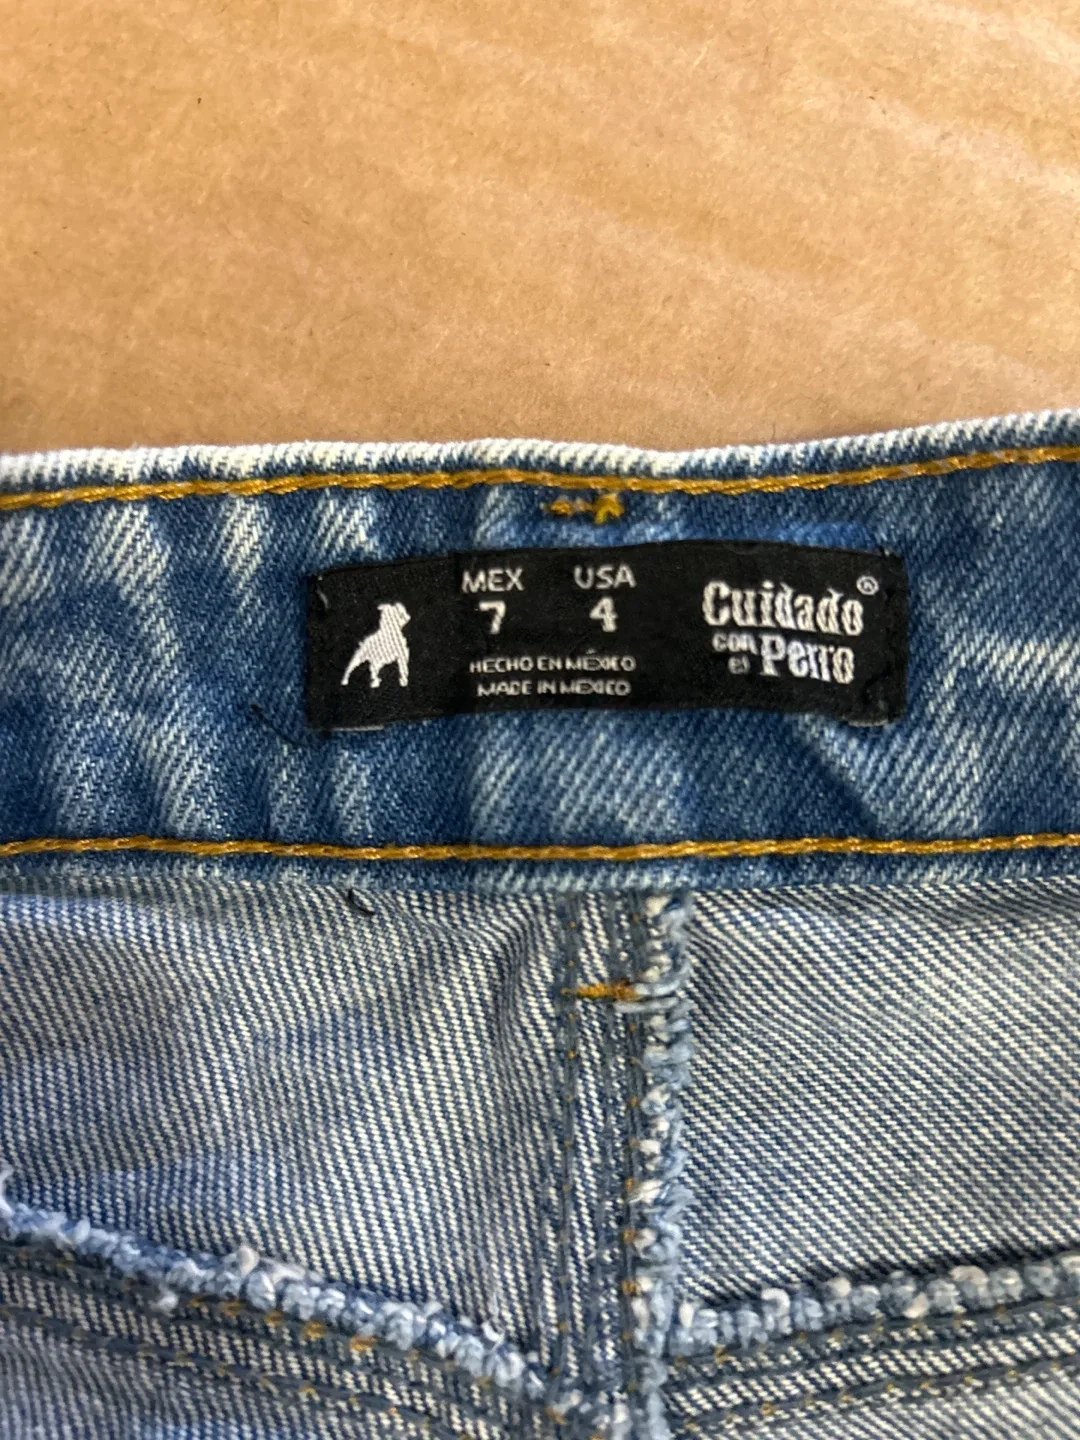 MEX USA
7 4
HECHO EN MÉXICO
MADE IN MEXICO
Cuidado®
con
el Perro